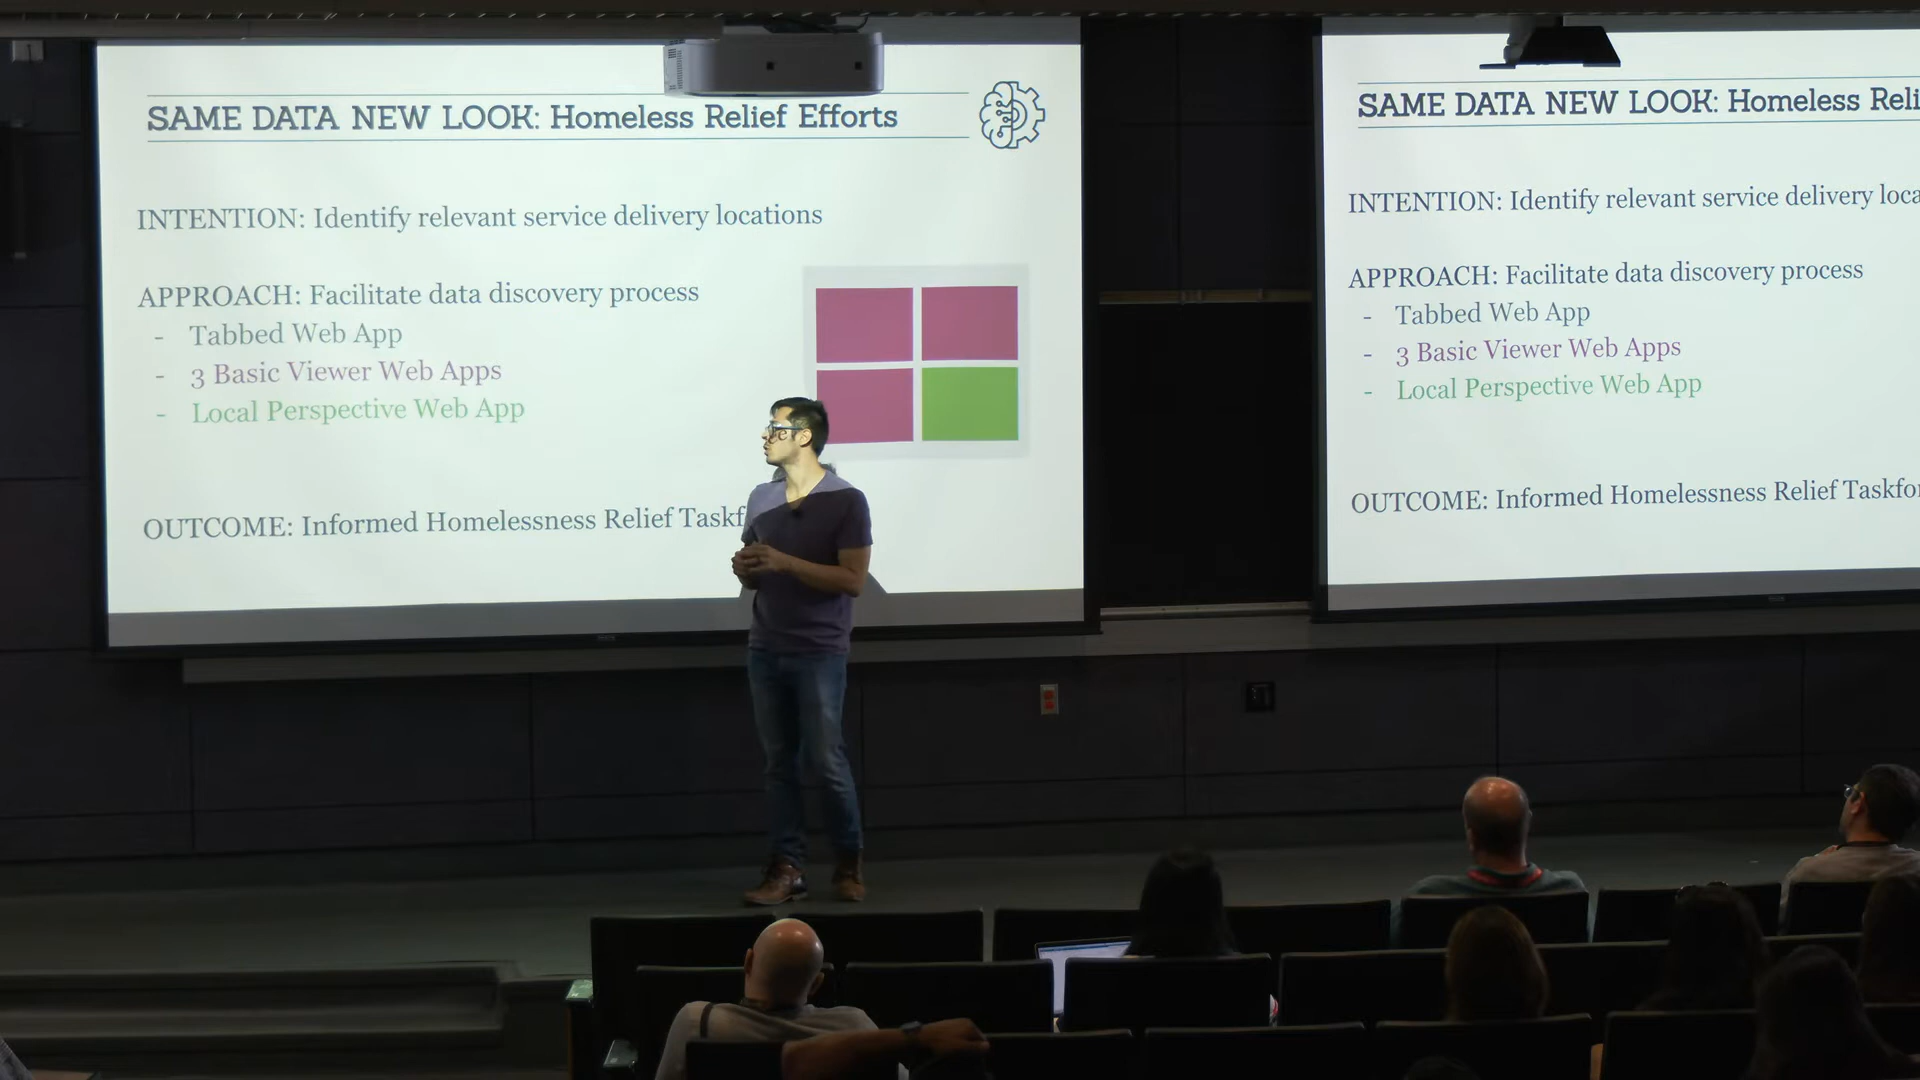 SAME DATA NEW LOOK: Homeless Relief Efforts
INTENTION: Identify relevant service delivery locations
APPROACH: Facilitate data discovery process
- Tabbed Web App
- 3 Basic Viewer Web Apps
- Local Perspective Web App
OUTCOME: Informed Homelessness Relief Taskf
SAME DATA NEW LOOK: Homeless Reli
INTENTION: Identify relevant service delivery loca
APPROACH: Facilitate data discovery process
- Tabbed Web App
- 3 Basic Viewer Web Apps
- Local Perspective Web App
OUTCOME: Informed Homelessness Relief Taskfo